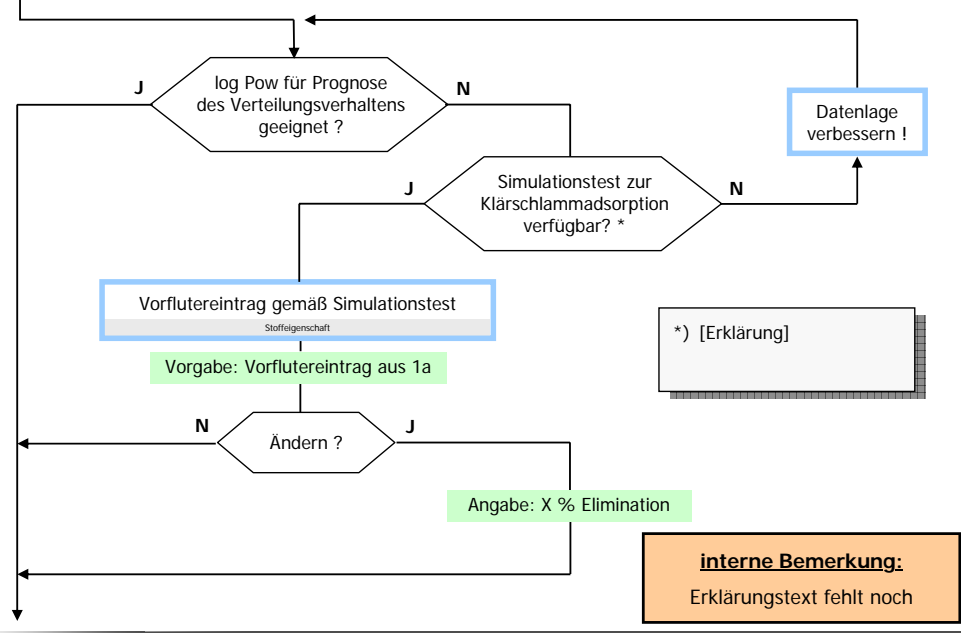 J
log Pow für Prognose
des Verteilungsverhaltens
geeignet ?
N
Datenlage
verbessern !
J
Simulationstest zur
Klärschlammadsorption
verfügbar? *
N
Vorflutereintrag gemäß Simulationstest
Stoffeigenschaft
*) [Erklärung]
Vorgabe: Vorflutereintrag aus 1a
N
Ändern ?
J
Angabe: X % Elimination
interne Bemerkung:
Erklärungstext fehlt noch